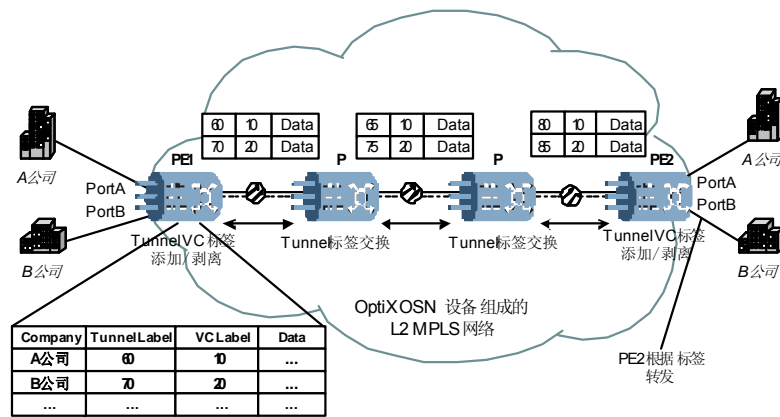 60 10 Data
70 20 Data
65 10 Data
75 20 Data
80 10 Data
85 20 Data
PE1
P
P
PE2
A公司
A公司
PortA
PortB
PortA
PortB
B公司
B公司
TunnelVC标签
添加/剥离
Tunnel标签交换
Tunnel标签交换
TunnelVC标签
添加/剥离
OptiXOSN 设备组成的
L2 MPLS网络
Company Tunnel Label VC Label Data
A公司 60 10 ...
B公司 70 20 ...
... ... ... ...
PE2根据标签
转发